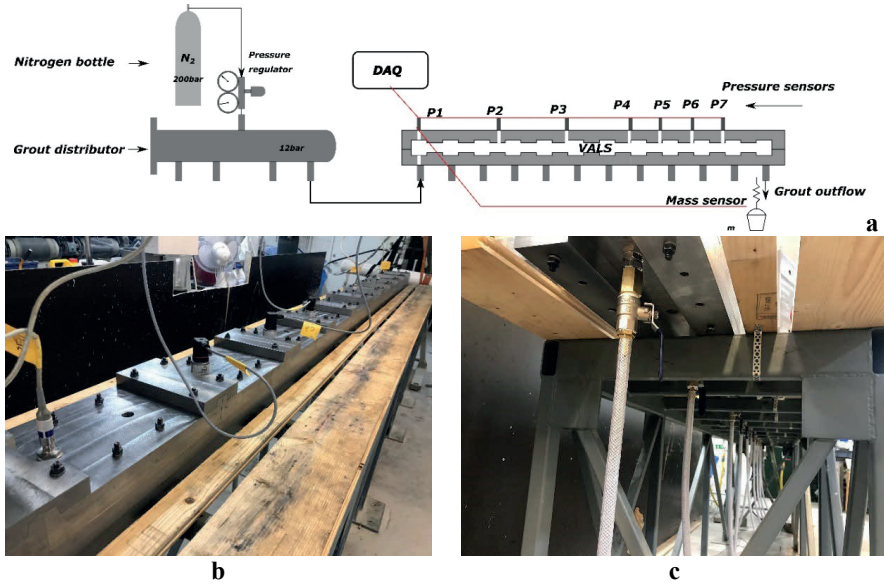 N2
200bar
Nitrogen bottle
Pressure
regulator
DAQ
Pressure sensors
P1 P2 P3 P4 P5 P6 P7
Grout distributor
12bar
VALS
Mass sensor
Grout outflow
m
a
b
c